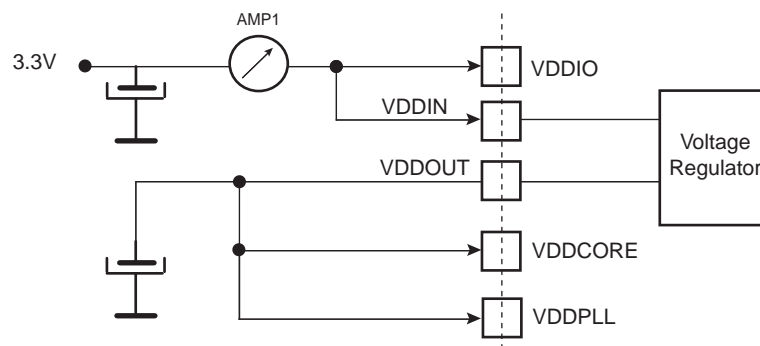 AMP1
3.3V
VDDIO
VDDIN
Voltage
Regulator
VDDOUT
VDDCORE
VDDPLL